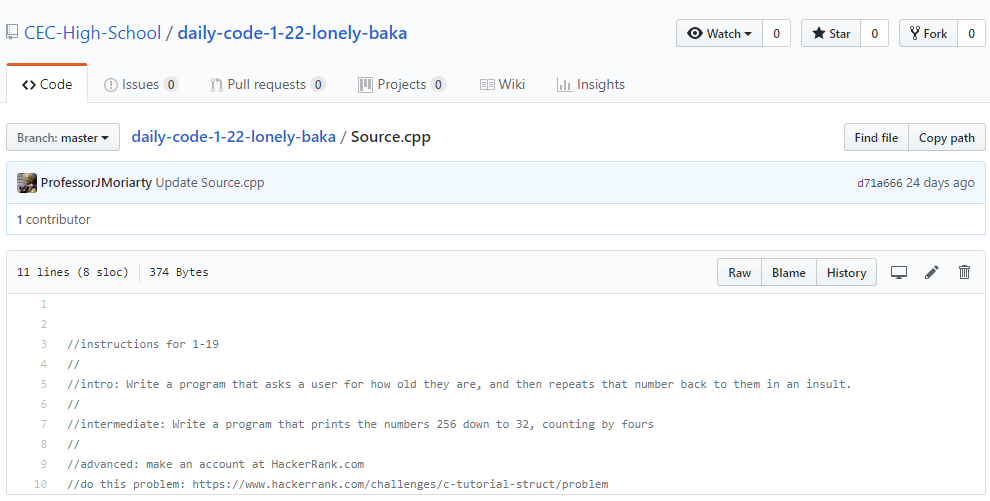 CEC-High-School / daily-code-1-22-lonely-baka
Watch 0 Star 0 Fork 0
Code Issues 0 Pull requests 0 Projects 0 Wiki Insights
Branch: master daily-code-1-22-lonely-baka / Source.cpp Find file Copy path
ProfessorJMoriarty Update Source.cpp d71a666 24 days ago
1 contributor
11 lines (8 sloc) 374 Bytes Raw Blame History
1
2
3 //instructions for 1-19
4 //
5 //intro: Write a program that asks a user for how old they are, and then repeats that number back to them in an insult.
6 //
7 //intermediate: Write a program that prints the numbers 256 down to 32, counting by fours
8 //
9 //advanced: make an account at HackerRank.com
10 //do this problem: https://www.hackerrank.com/challenges/c-tutorial-struct/problem